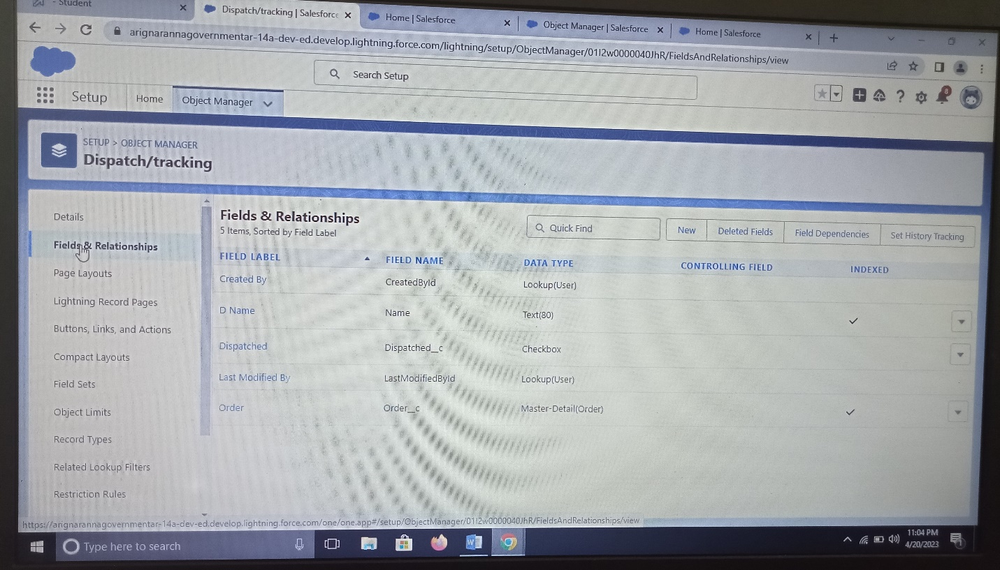 - Student
Dispatch/tracking | Salesforce
Home | Salesforce
Object Manager | Salesforce
Home | Salesforce
arignarannagovernmentar-14a-dev-ed.develop.lightning.force.com/lightning/setup/ObjectManager/01I2w0000040JhR/FieldsAndRelationships/view
Search Setup
Setup
Home
Object Manager
8
SETUP > OBJECT MANAGER
Dispatch/tracking
Details
Fields & Relationships
Page Layouts
Lightning Record Pages
Buttons, Links, and Actions
Compact Layouts
Field Sets
Object Limits
Record Types
Related Lookup Filters
Restriction Rules
Fields & Relationships
5 Items, Sorted by Field Label
Quick Find
New
Deleted Fields
Field Dependencies
Set History Tracking
FIELD LABEL FIELD NAME DATA TYPE CONTROLLING FIELD INDEXED
Created By CreatedById Lookup(User)
D Name Name Text(80)
Dispatched Dispatched__c Checkbox
Last Modified By LastModifiedById Lookup(User)
Order Order__c Master-Detail(Order)
https://arignarannagovernmentar-14a-dev-ed.develop.lightning.force.com/one/one.app#/setup/ObjectManager/01I2w0000040JhR/FieldsAndRelationships/view
Type here to search
11:04 PM
4/20/2023
1